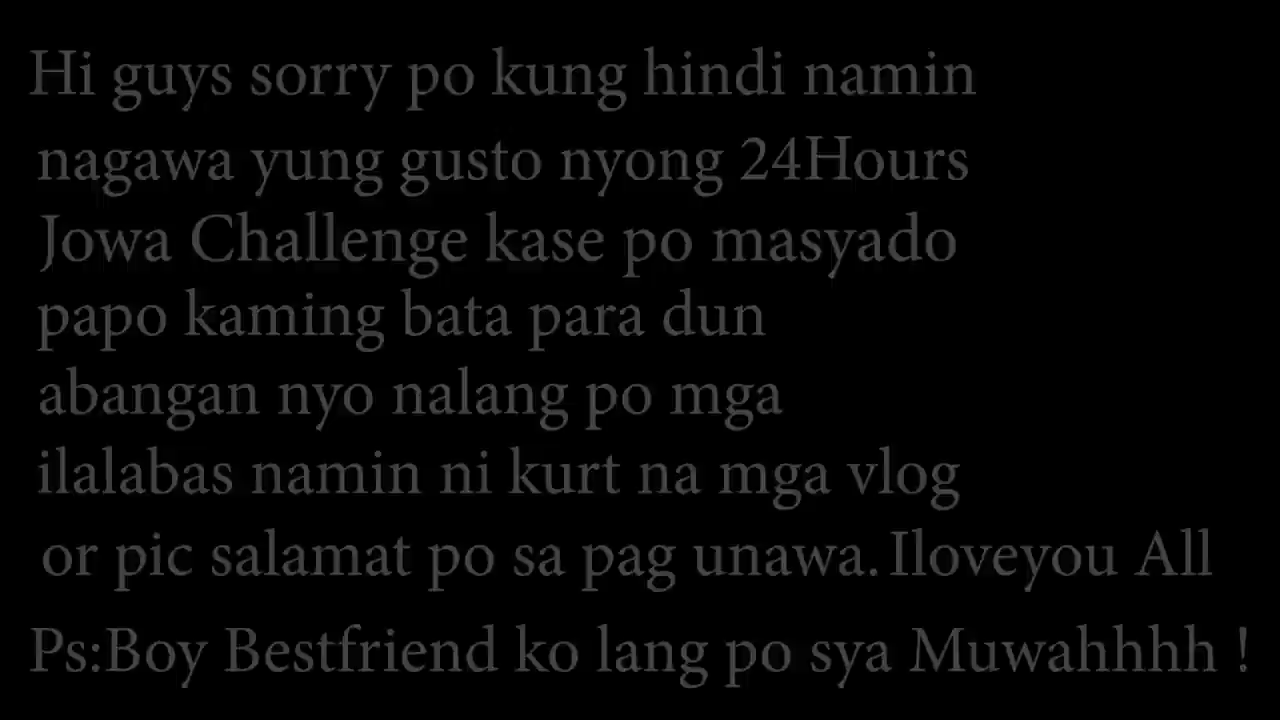 Hi guys sorry po kung hindi namin
nagawa yung gusto nyong 24Hours
Jowa Challenge kase po masyado
papo kaming bata para dun
abangan nyo nalang po mga
ilalabas namin ni kurt na mga vlog
or pic salamat po sa pag unawa. Iloveyou All
Ps:Boy Bestfriend ko lang po sya Muwahhhh !